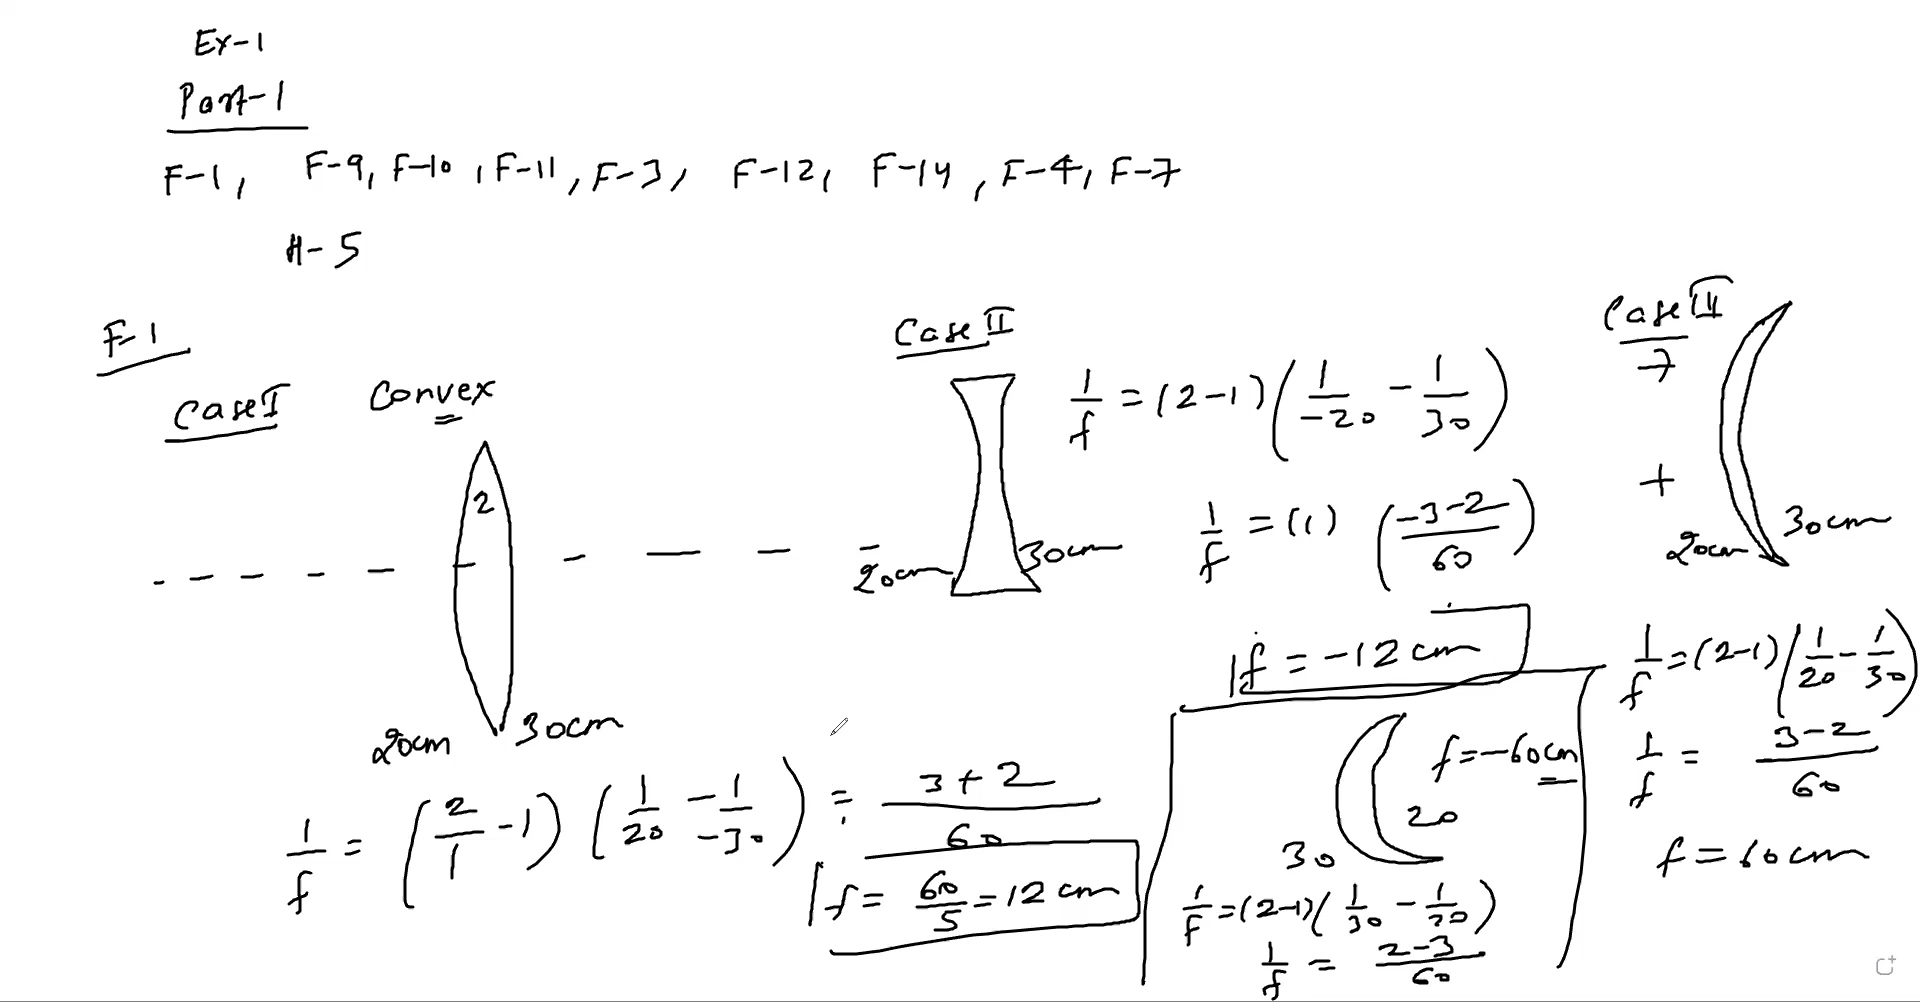 Ex-1
Part-1
F-1, F-9, F-10, F-11, F-3, F-12, F-14, F-4, F-7
H-5
F-1
Case I Convex
2
20cm 30cm
1/f = (2/1 - 1) (1/20 - 1/-30) = 3+2/60
f = 60/5 = 12 cm
Case II
20cm 30cm
1/f = (2-1) (1/-20 - 1/30)
1/f = (1) (-3-2/60)
f = -12 cm
Case III
7
+
20cm 30cm
1/f = (2-1) (1/20 - 1/30)
1/f = 3-2/60
f = 60 cm
f = -60cm
30 20
1/F = (2-1) (1/30 - 1/20)
1/f = 2-3/60